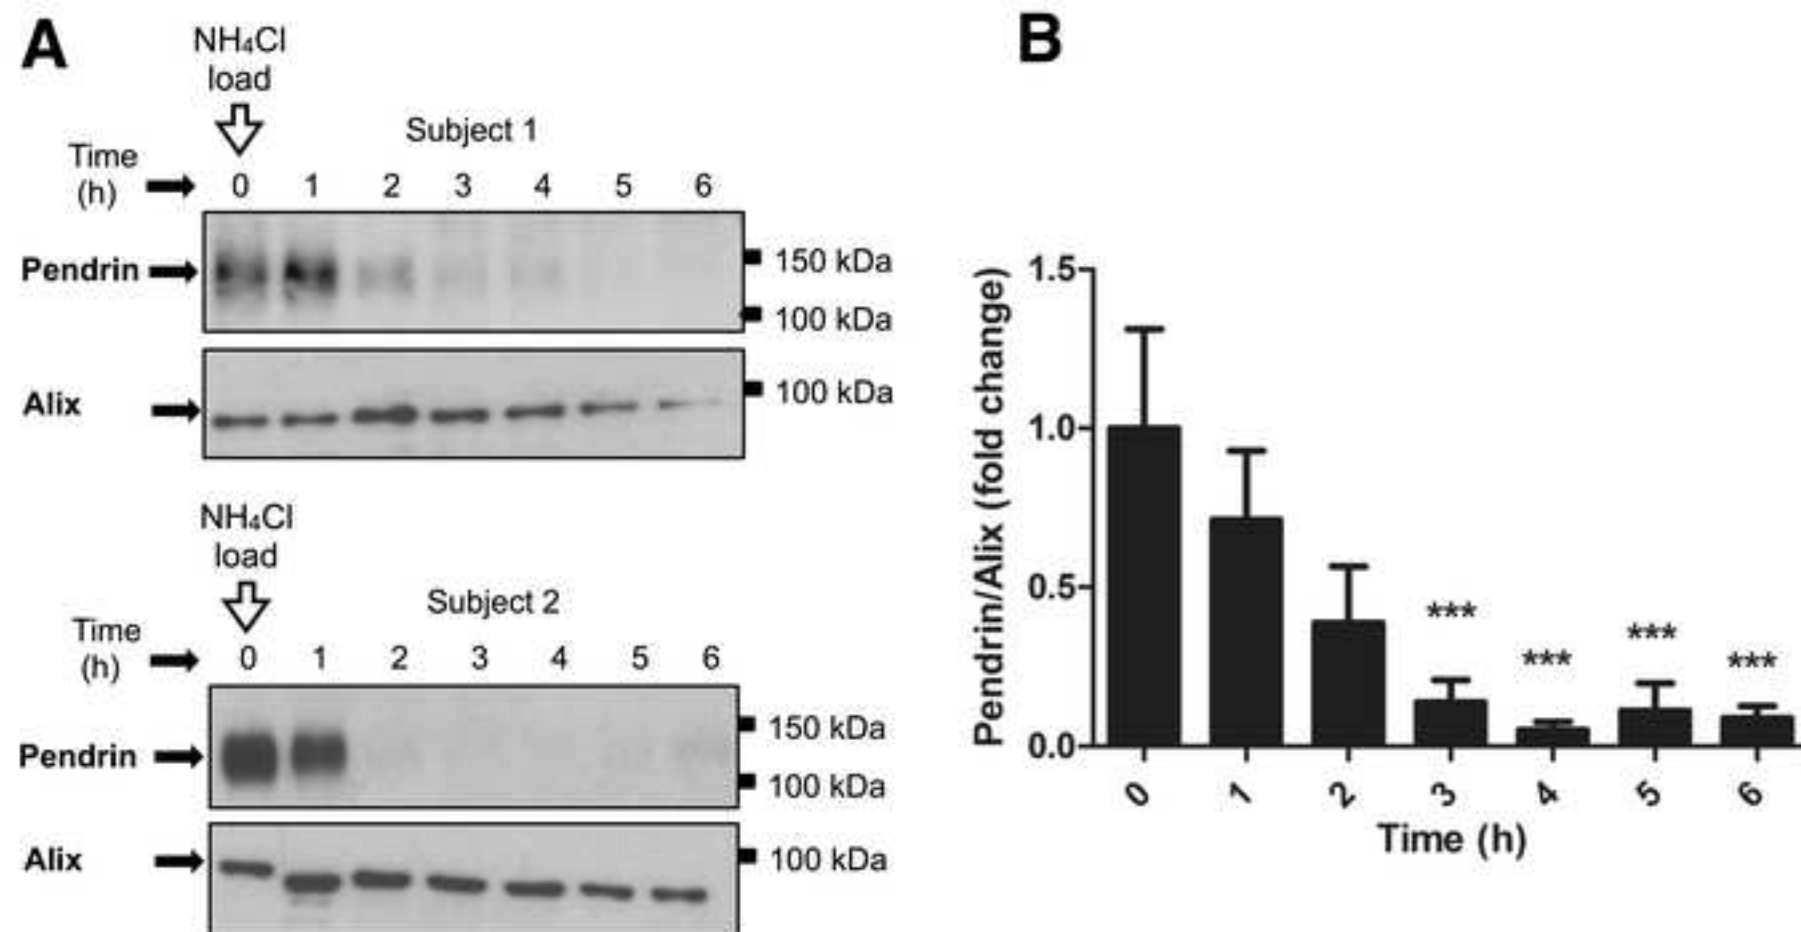 A
NH₄Cl
load
Subject 1
Time
(h)
0 1 2 3 4 5 6
Pendrin
150 kDa
100 kDa
Alix
100 kDa
NH₄Cl
load
Subject 2
Time
(h)
0 1 2 3 4 5 6
Pendrin
150 kDa
100 kDa
Alix
100 kDa
B
Pendrin/Alix (fold change)
1.5
1.0
0.5
0.0
***
***
***
***
0 1 2 3 4 5 6
Time (h)